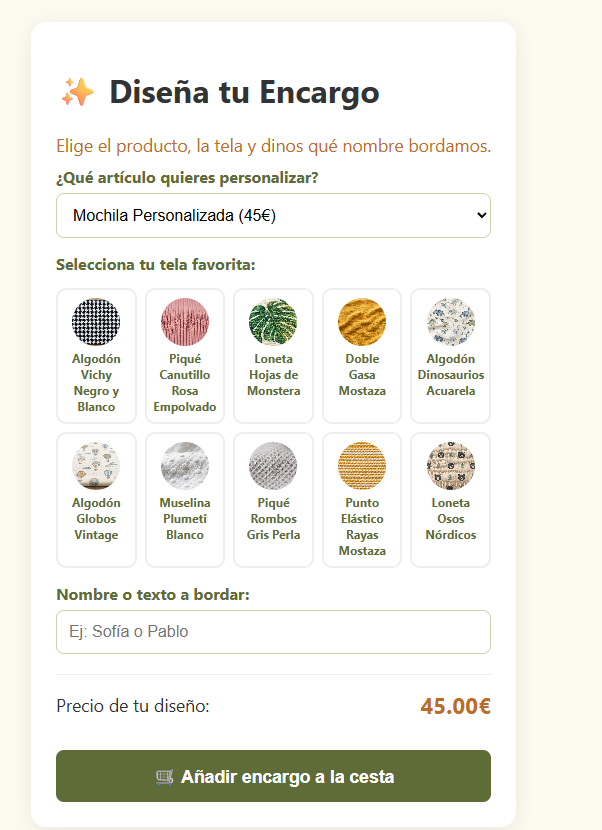 ✨ Diseña tu Encargo
Elige el producto, la tela y dinos qué nombre bordamos.
¿Qué artículo quieres personalizar?
Mochila Personalizada (45€)
Selecciona tu tela favorita:
Algodón
Vichy
Negro y
Blanco
Piqué
Canutillo
Rosa
Empolvado
Loneta
Hojas de
Monstera
Doble
Gasa
Mostaza
Algodón
Dinosaurios
Acuarela
Algodón
Globos
Vintage
Muselina
Plumeti
Blanco
Piqué
Rombos
Gris Perla
Punto
Elástico
Rayas
Mostaza
Loneta
Osos
Nórdicos
Nombre o texto a bordar:
Ej: Sofía o Pablo
Precio de tu diseño: 45.00€
🛒 Añadir encargo a la cesta